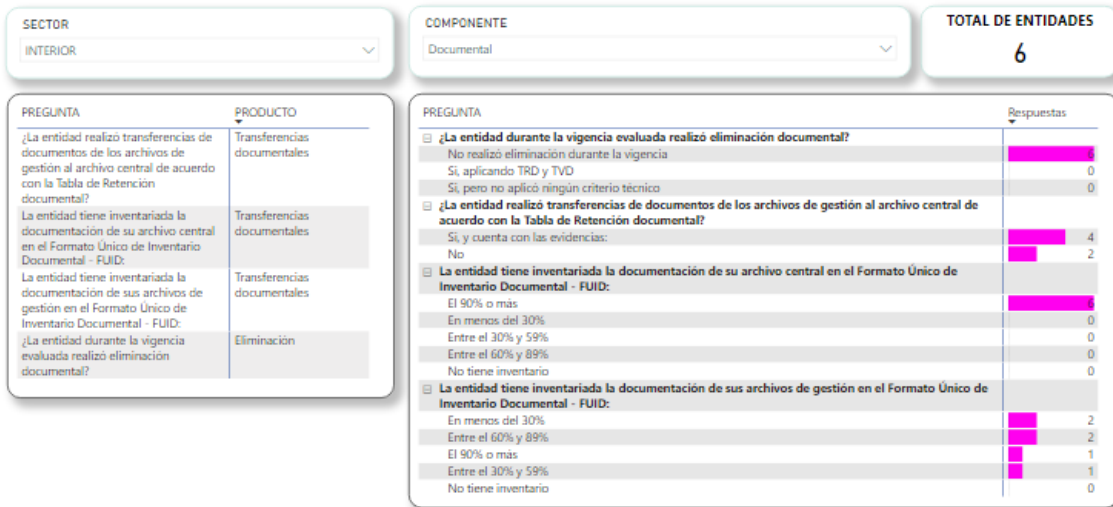 SECTOR
INTERIOR
COMPONENTE
Documental
TOTAL DE ENTIDADES
6
PREGUNTA PRODUCTO
¿La entidad realizó transferencias de Transferencias
documentos de los archivos de documentales
gestión al archivo central de acuerdo
con la Tabla de Retención
documental?
La entidad tiene inventariada la Transferencias
documentación de su archivo central documentales
en el Formato Único de Inventario
Documental - FUID:
La entidad tiene inventariada la Transferencias
documentación de sus archivos de documentales
gestión en el Formato Único de
Inventario Documental - FUID:
¿La entidad durante la vigencia Eliminación
evaluada realizó eliminación
documental?
PREGUNTA Respuestas
¿La entidad durante la vigencia evaluada realizó eliminación documental?
No realizó eliminación durante la vigencia 6
Si, aplicando TRD y TVD 0
Si, pero no aplicó ningún criterio técnico 0
¿La entidad realizó transferencias de documentos de los archivos de gestión al archivo central de
acuerdo con la Tabla de Retención documental?
Si, y cuenta con las evidencias: 4
No 2
La entidad tiene inventariada la documentación de su archivo central en el Formato Único de
Inventario Documental - FUID:
El 90% o más 6
En menos del 30% 0
Entre el 30% y 59% 0
Entre el 60% y 89% 0
No tiene inventario 0
La entidad tiene inventariada la documentación de sus archivos de gestión en el Formato Único de
Inventario Documental - FUID:
En menos del 30% 2
Entre el 60% y 89% 2
El 90% o más 1
Entre el 30% y 59% 1
No tiene inventario 0